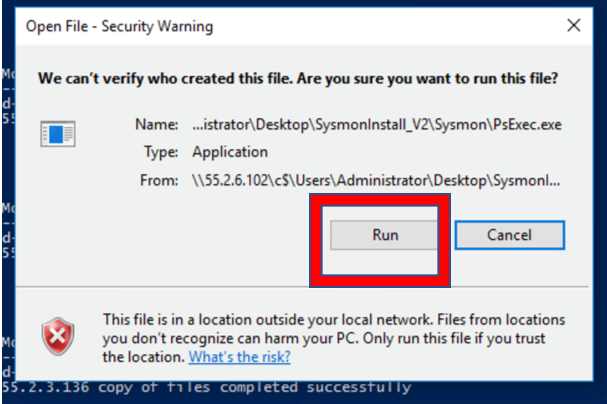 Open File - Security Warning
We can't verify who created this file. Are you sure you want to run this file?
Name: ...istrator\Desktop\SysmonInstall_V2\Sysmon\PsExec.exe
Type: Application
From: \\55.2.6.102\c$\Users\Administrator\Desktop\SysmonI...
Run Cancel
This file is in a location outside your local network. Files from locations
you don't recognize can harm your PC. Only run this file if you trust
the location. What's the risk?
55.2.3.136 copy of files completed successfully